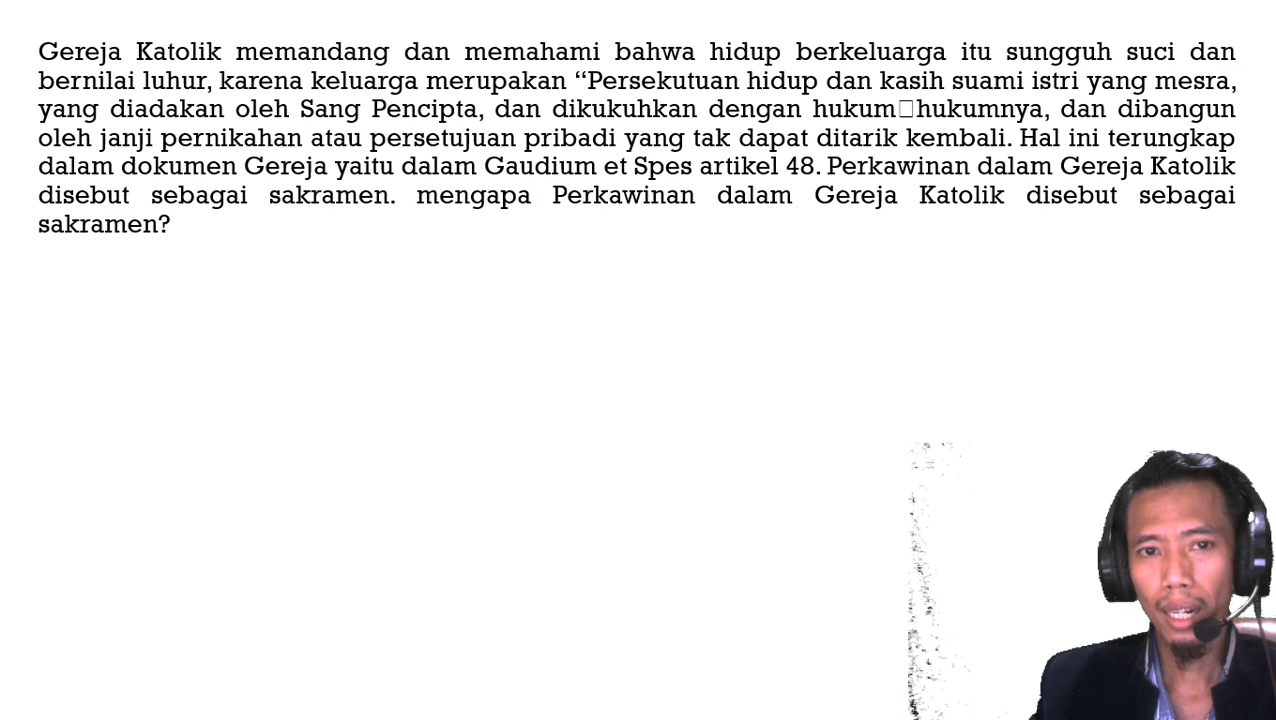 Gereja Katolik memandang dan memahami bahwa hidup berkeluarga itu sungguh suci dan
bernilai luhur, karena keluarga merupakan “Persekutuan hidup dan kasih suami istri yang mesra,
yang diadakan oleh Sang Pencipta, dan dikukuhkan dengan hukum□hukumnya, dan dibangun
oleh janji pernikahan atau persetujuan pribadi yang tak dapat ditarik kembali. Hal ini terungkap
dalam dokumen Gereja yaitu dalam Gaudium et Spes artikel 48. Perkawinan dalam Gereja Katolik
disebut sebagai sakramen. mengapa Perkawinan dalam Gereja Katolik disebut sebagai
sakramen?